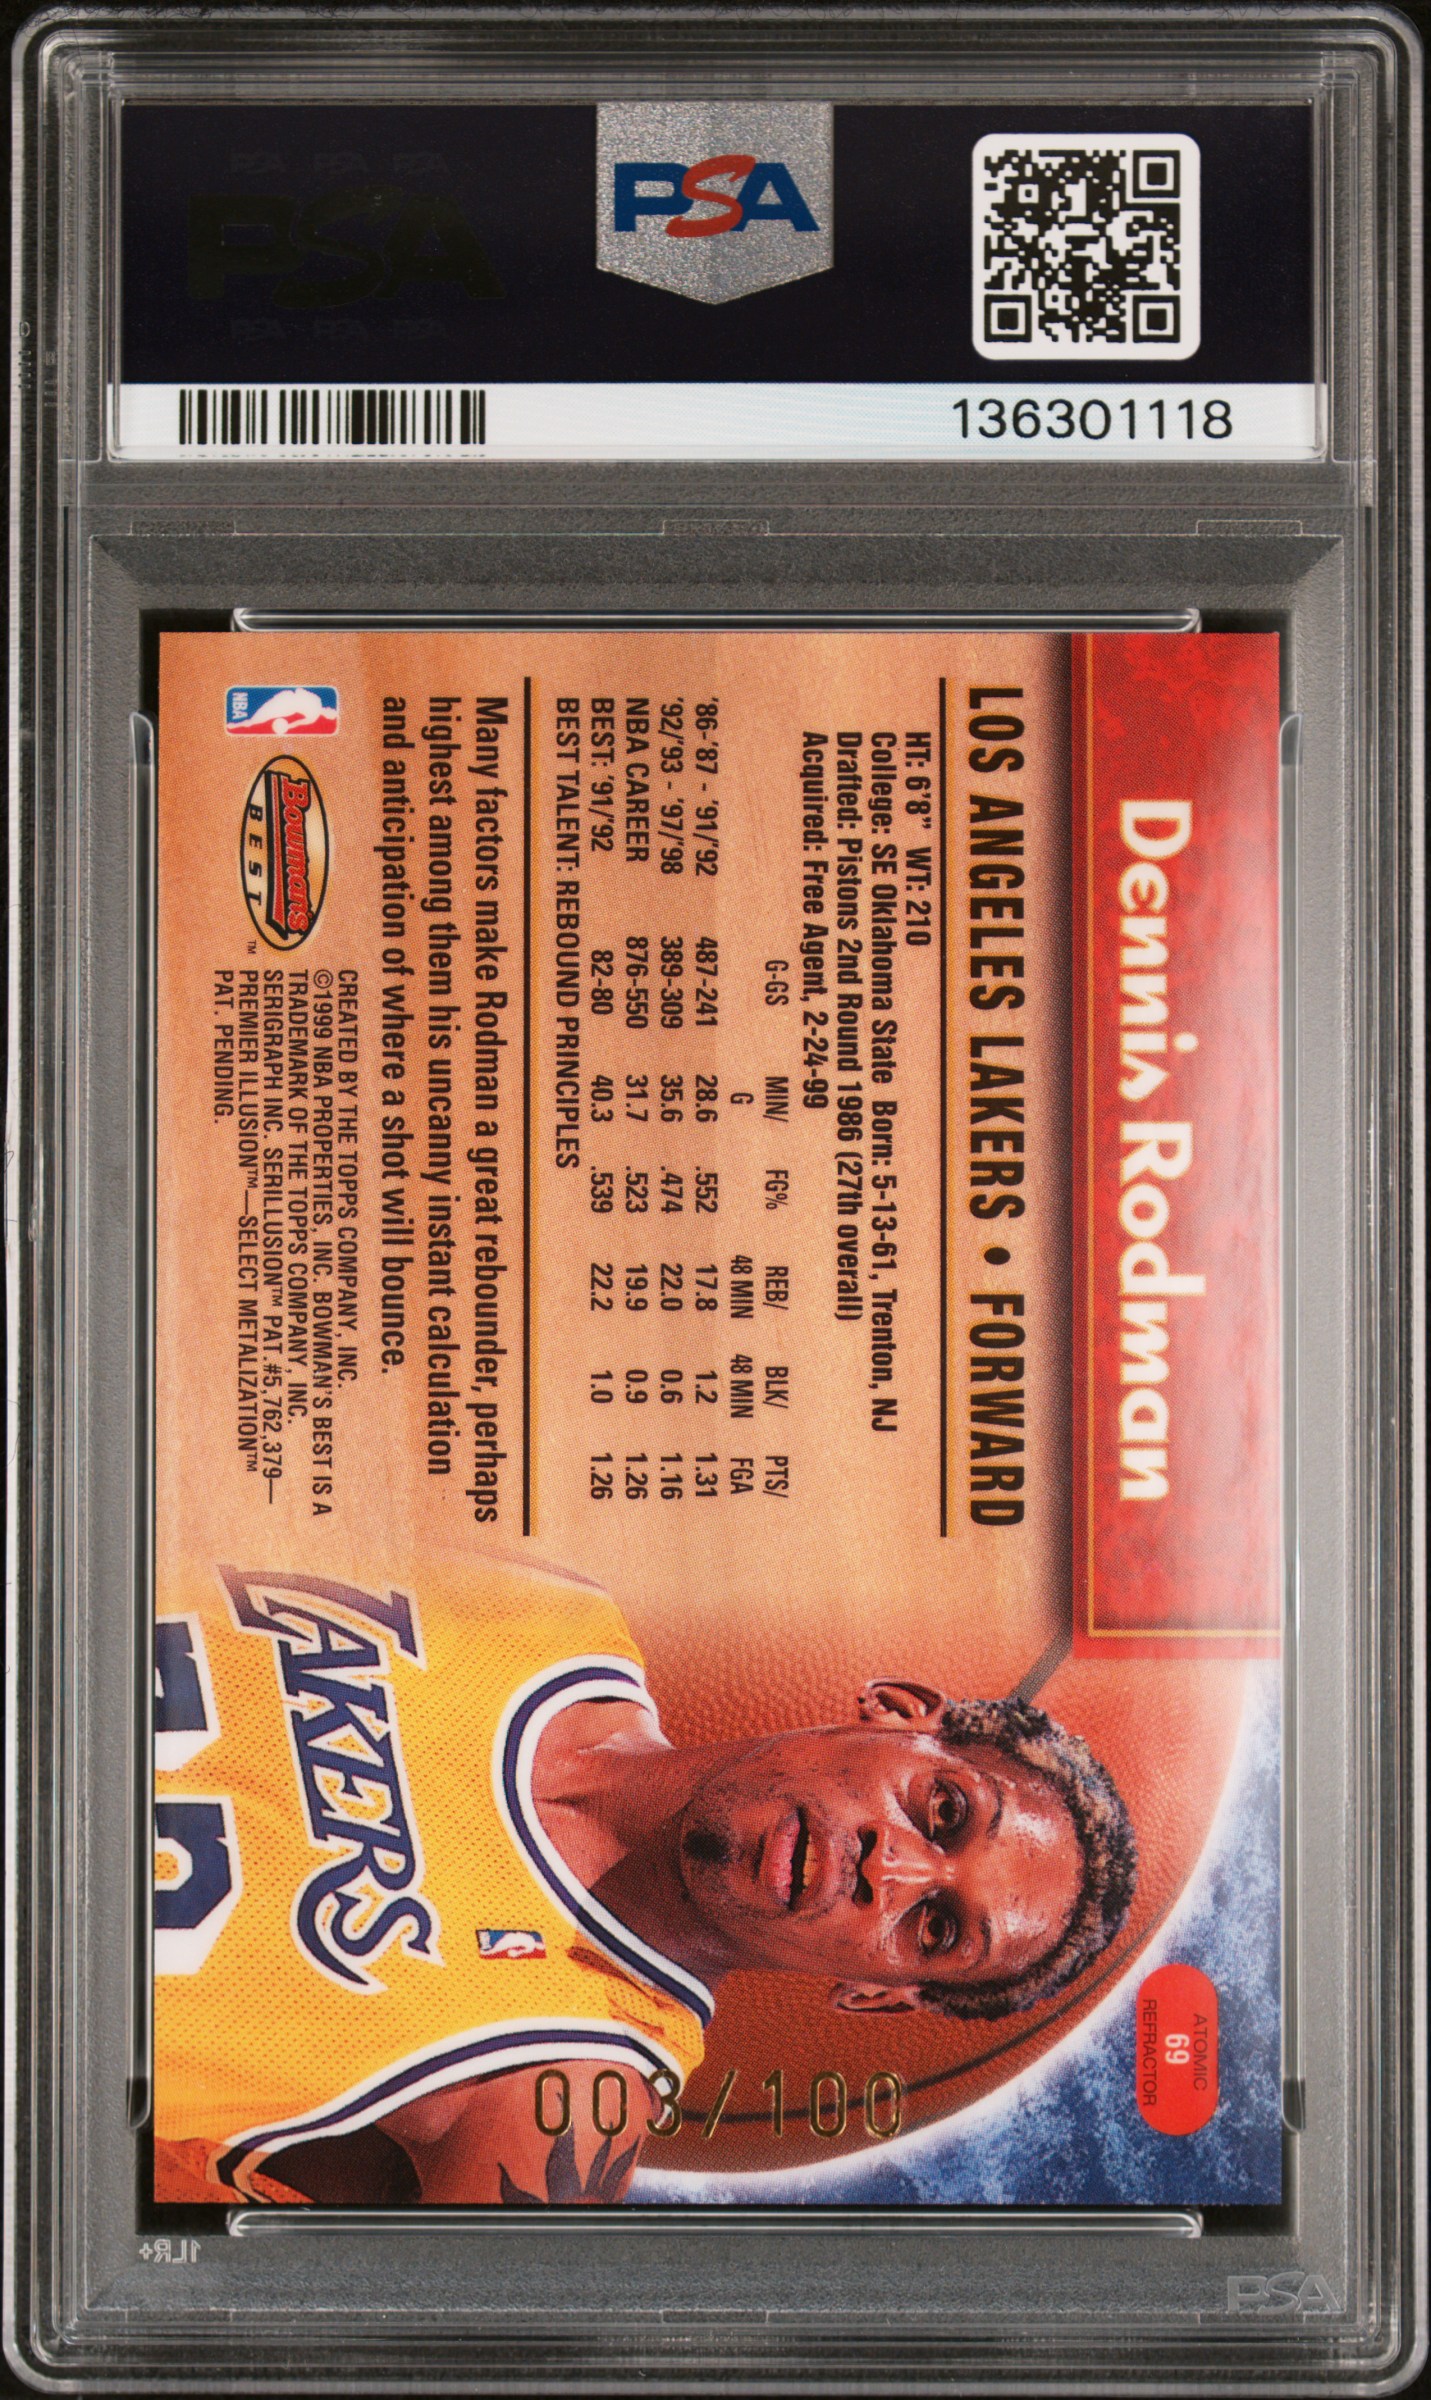 PSA
136301118
Dennis Rodman
LOS ANGELES LAKERS • FORWARD
HT: 6'8" WT: 210
College: SE Oklahoma State Born: 5-13-61, Trenton, NJ
Drafted: Pistons 2nd Round 1986 (27th overall)
Acquired: Free Agent, 2-24-99
G-GS MIN/ FG% REB/ BLK/ PTS/
G 48 MIN 48 MIN FGA
'86-'87 - '91/'92 487-241 28.6 .552 17.8 1.2 1.31
'92/'93 - '97/'98 389-309 35.6 .474 22.0 0.6 1.16
NBA CAREER 876-550 31.7 .523 19.9 0.9 1.26
BEST: '91/'92 82-80 40.3 .539 22.2 1.0 1.26
BEST TALENT: REBOUND PRINCIPLES
Many factors make Rodman a great rebounder, perhaps
highest among them his uncanny instant calculation
and anticipation of where a shot will bounce.
NBA
Bowman's
BEST™
CREATED BY THE TOPPS COMPANY, INC.
©1999 NBA PROPERTIES, INC. BOWMAN'S BEST IS A
TRADEMARK OF THE TOPPS COMPANY, INC.
SERIGRAPH INC. SERILLUSION™ PAT.#5,762,379—
PREMIER ILLUSION™—SELECT METALIZATION™
PAT. PENDING.
ATOMIC
69
REFRACTOR
LAKERS
003/100
1LR+
PSA